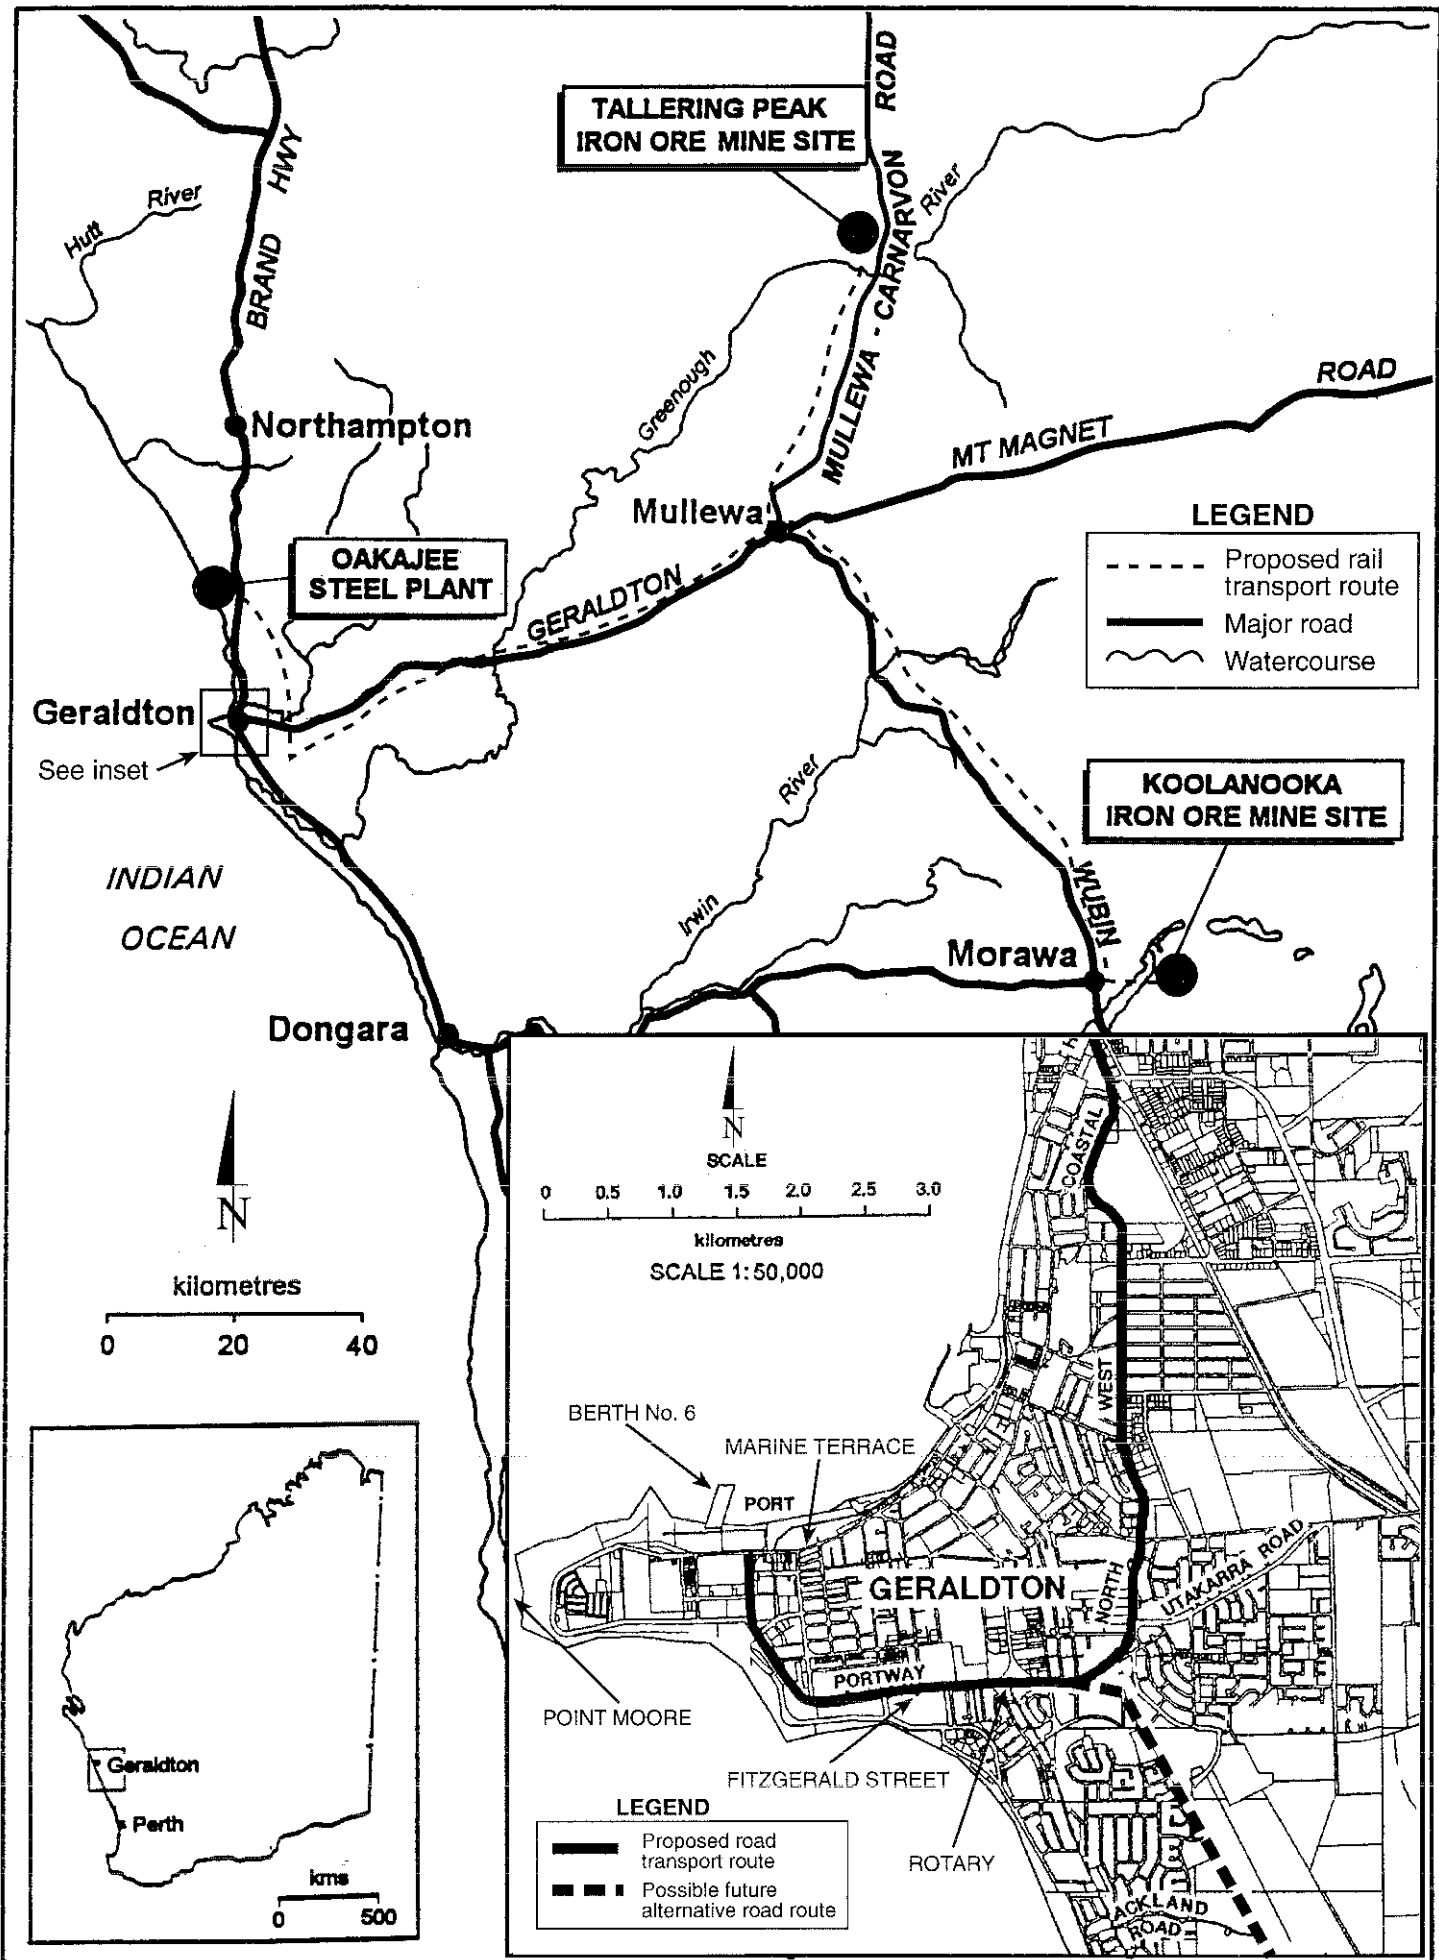 TALLERING PEAK
IRON ORE MINE SITE
ROAD
MULLEWA - CARNARVON
River
Hutt River
BRAND HWY
Greenough
Northampton
ROAD
MT MAGNET
Mullewa
OAKAJEE
STEEL PLANT
GERALDTON
LEGEND
Proposed rail
transport route
Major road
Watercourse
Geraldton
See inset
River
Irwin
KOOLANOOKA
IRON ORE MINE SITE
WUBIN
INDIAN
OCEAN
Morawa
Dongara
N
kilometres
0 20 40
N
SCALE
0 0.5 1.0 1.5 2.0 2.5 3.0
kilometres
SCALE 1:50,000
COASTAL
WEST
NORTH
BERTH No. 6
MARINE TERRACE
PORT
GERALDTON
UTAKARRA ROAD
PORTWAY
POINT MOORE
FITZGERALD STREET
ROTARY
ACKLAND
ROAD
LEGEND
Proposed road
transport route
Possible future
alternative road route
Geraldton
Perth
kms
0 500